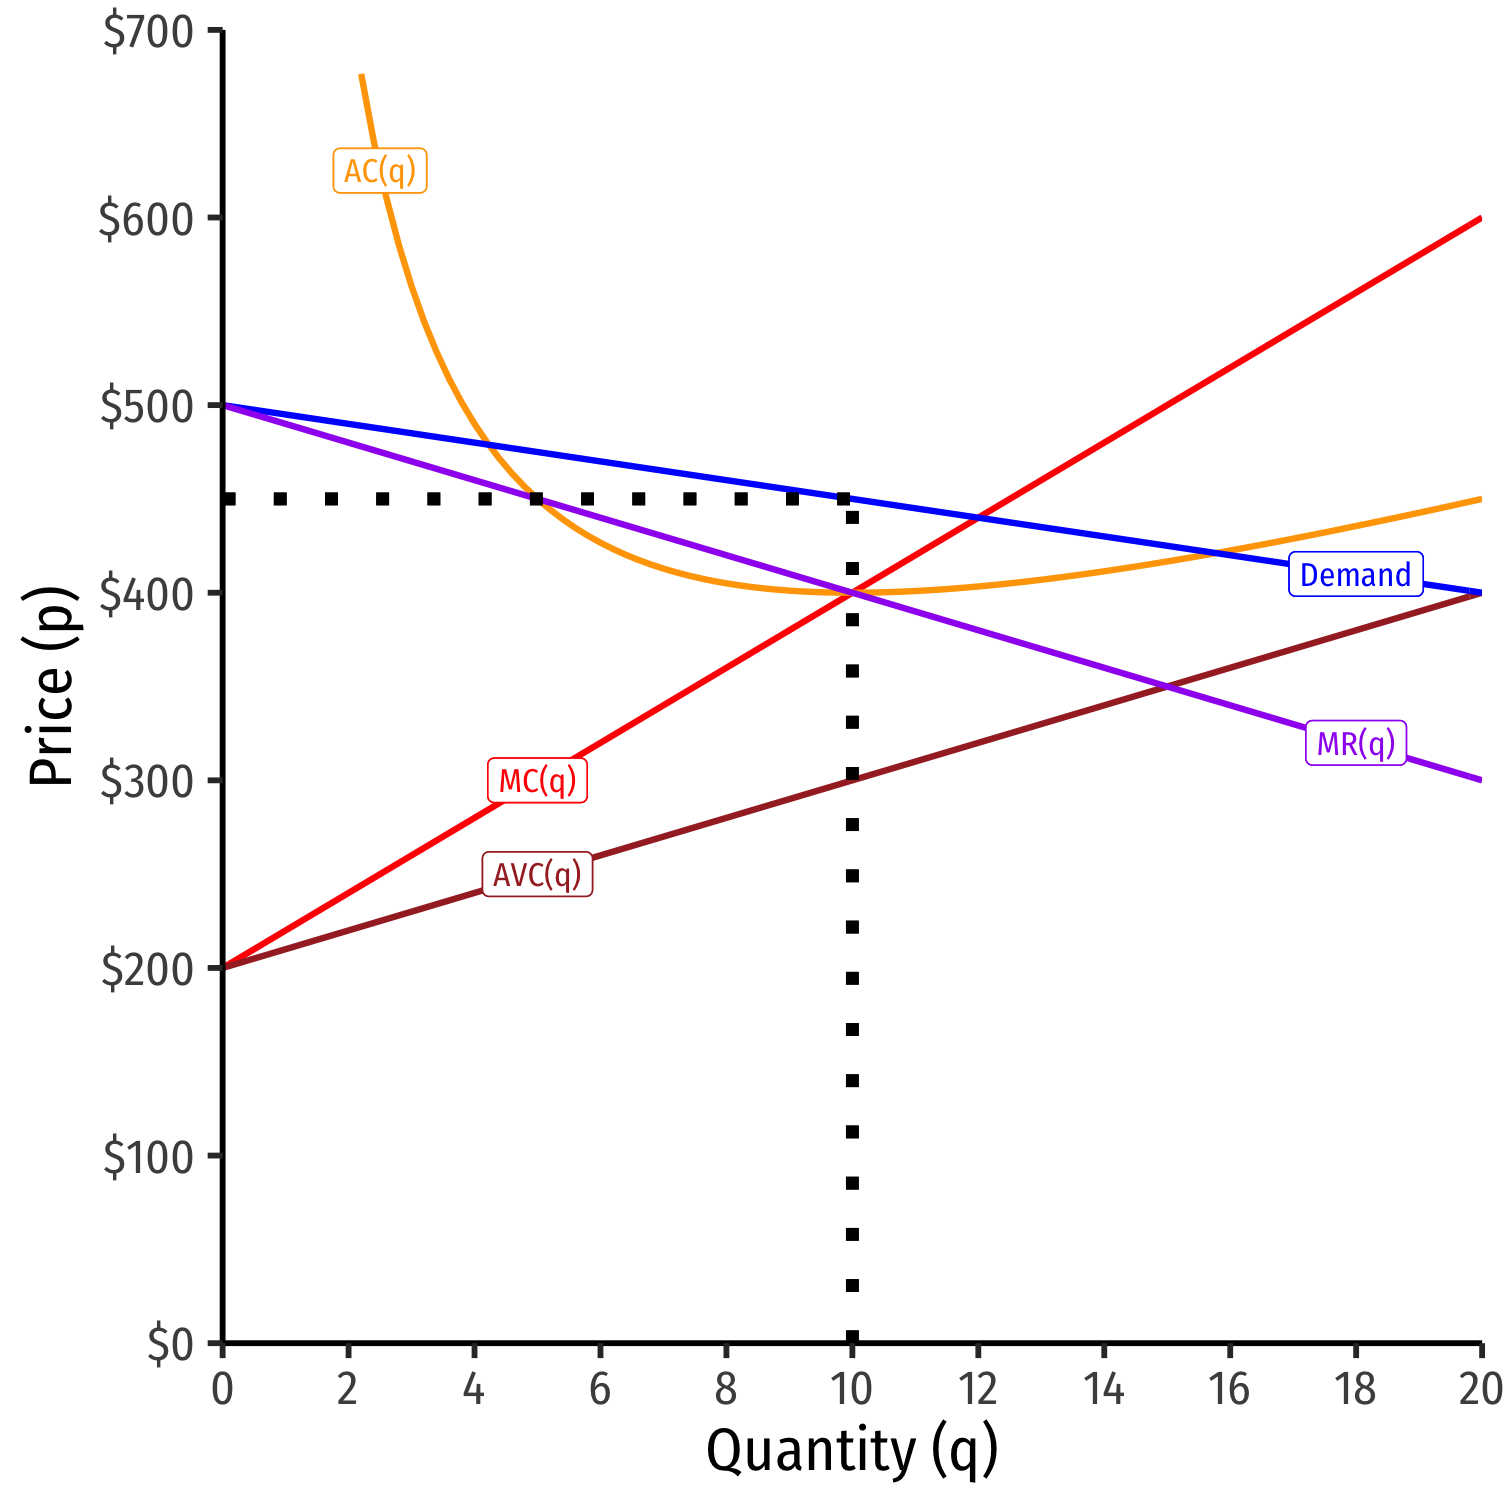 $700
AC(q)
$600
$500
$400
Demand
MR(q)
$300
MC(q)
AVC(q)
$200
$100
$0
0 2 4 6 8 10 12 14 16 18 20
Quantity (q)
Price (p)